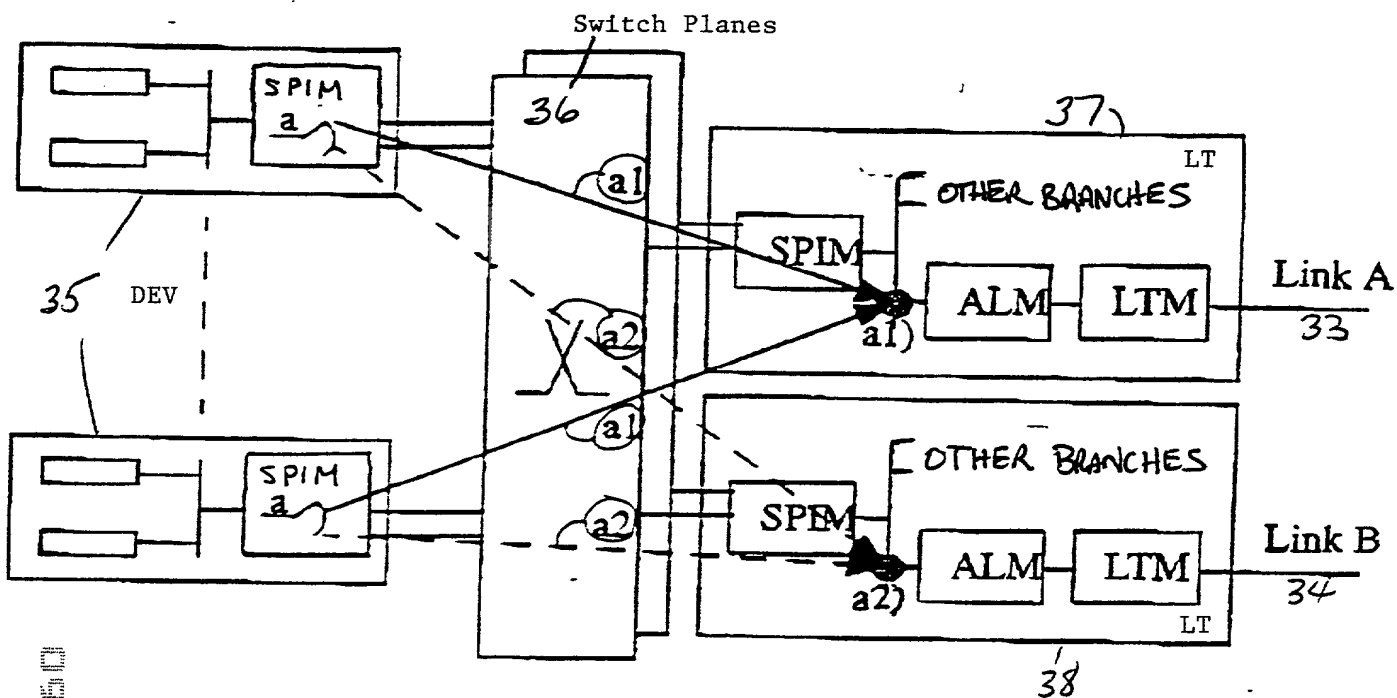 Switch Planes
36
SPIM
a
35
DEV
SPIM
a
a1
a2
a1
a2
37
LT
OTHER BRANCHES
SPIM
a1)
ALM
LTM
Link A
33
OTHER BRANCHES
SPIM
a2)
ALM
LTM
Link B
34
LT
38